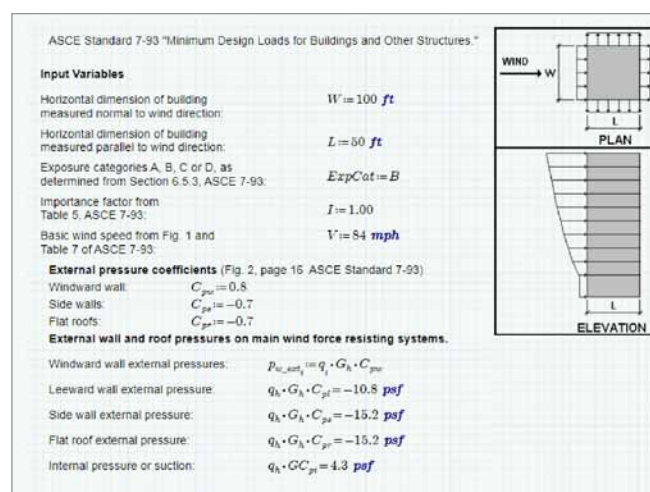 ASCE Standard 7-93 "Minimum Design Loads for Buildings and Other Structures."
Input Variables
Horizontal dimension of building
measured normal to wind direction:
W:=100 ft
Horizontal dimension of building
measured parallel to wind direction:
L:=50 ft
Exposure categories A, B, C or D, as
determined from Section 6.5.3, ASCE 7-93:
ExpCat:=B
Importance factor from
Table 5, ASCE 7-93:
I:=1.00
Basic wind speed from Fig. 1 and
Table 7 of ASCE 7-93:
V:=84 mph
External pressure coefficients (Fig. 2, page 16 ASCE Standard 7-93)
Windward wall: C_pw:=0.8
Side walls: C_ps:=-0.7
Flat roofs: C_pr:=-0.7
External wall and roof pressures on main wind force resisting systems.
Windward wall external pressures: p_w_ext_i:=q_i·G_h·C_pw
Leeward wall external pressure: q_h·G_h·C_pl=-10.8 psf
Side wall external pressure: q_h·G_h·C_ps=-15.2 psf
Flat roof external pressure: q_h·G_h·C_pr=-15.2 psf
Internal pressure or suction: q_h·GC_pi=4.3 psf
WIND
W
L
PLAN
L
ELEVATION